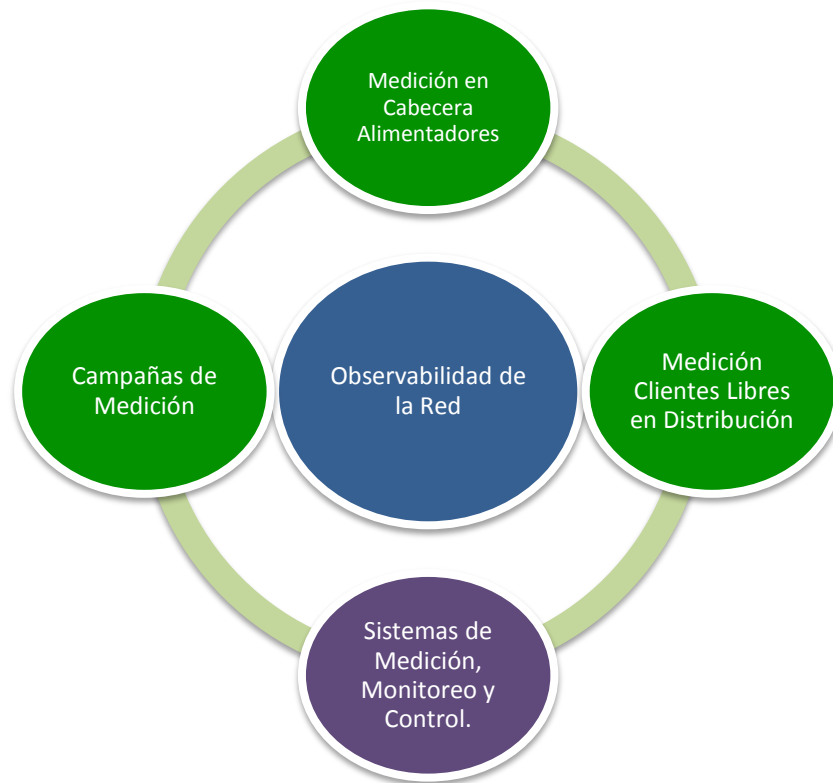 Medición en
Cabecera
Alimentadores
Campañas de
Medición
Observabilidad de
la Red
Medición
Clientes Libres
en Distribución
Sistemas de
Medición,
Monitoreo y
Control.